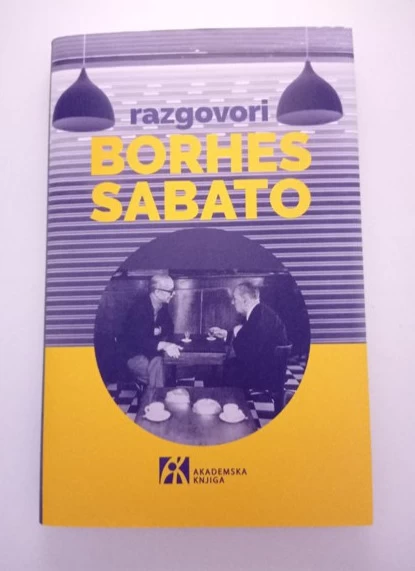 razgovori
BORHES
SABATO
AKADEMSKA
KNJIGA